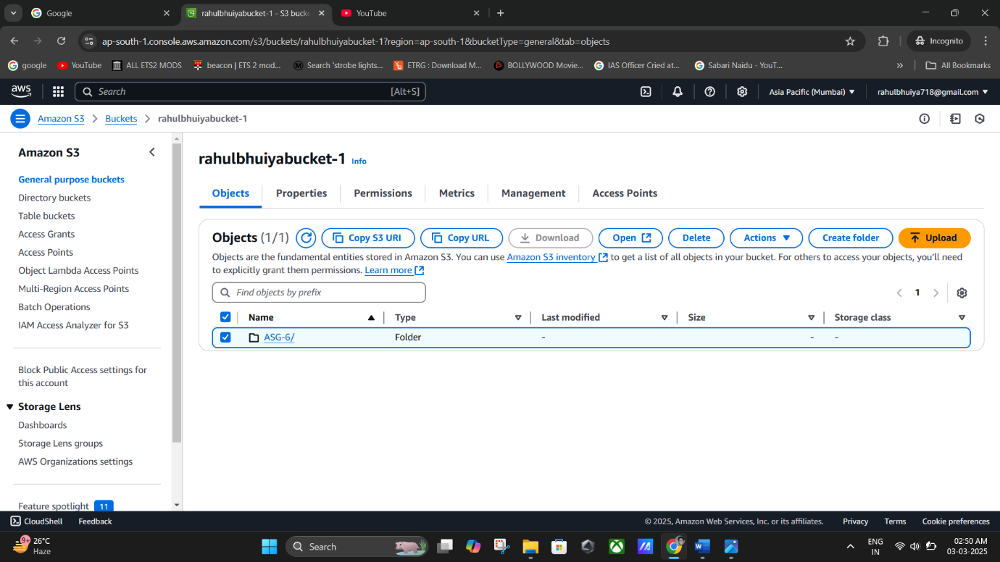 Google
rahulbhuiyabucket-1 - S3 bucke
YouTube
ap-south-1.console.aws.amazon.com/s3/buckets/rahulbhuiyabucket-1?region=ap-south-1&bucketType=general&tab=objects
Incognito
google
YouTube
ALL ETS2 MODS
beacon | ETS 2 mod...
Search 'strobe lights...
ETRG : Download M...
BOLLYWOOD Movie...
IAS Officer Cried at...
Sabari Naidu - YouT...
All Bookmarks
aws
Search
[Alt+S]
Asia Pacific (Mumbai)
rahulbhuiya718@gmail.com
Amazon S3
Buckets
rahulbhuiyabucket-1
Amazon S3
General purpose buckets
Directory buckets
Table buckets
Access Grants
Access Points
Object Lambda Access Points
Multi-Region Access Points
Batch Operations
IAM Access Analyzer for S3
Block Public Access settings for
this account
Storage Lens
Dashboards
Storage Lens groups
AWS Organizations settings
Feature spotlight 11
rahulbhuiyabucket-1 Info
Objects
Properties
Permissions
Metrics
Management
Access Points
Objects (1/1)
Copy S3 URI
Copy URL
Download
Open
Delete
Actions
Create folder
Upload
Objects are the fundamental entities stored in Amazon S3. You can use Amazon S3 inventory to get a list of all objects in your bucket. For others to access your objects, you'll need
to explicitly grant them permissions. Learn more
Find objects by prefix
1
Name
Type
Last modified
Size
Storage class
ASG-6/
Folder
-
-
-
CloudShell
Feedback
© 2025, Amazon Web Services, Inc. or its affiliates.
Privacy
Terms
Cookie preferences
9+
26°C
Haze
Search
ENG
IN
02:50 AM
03-03-2025